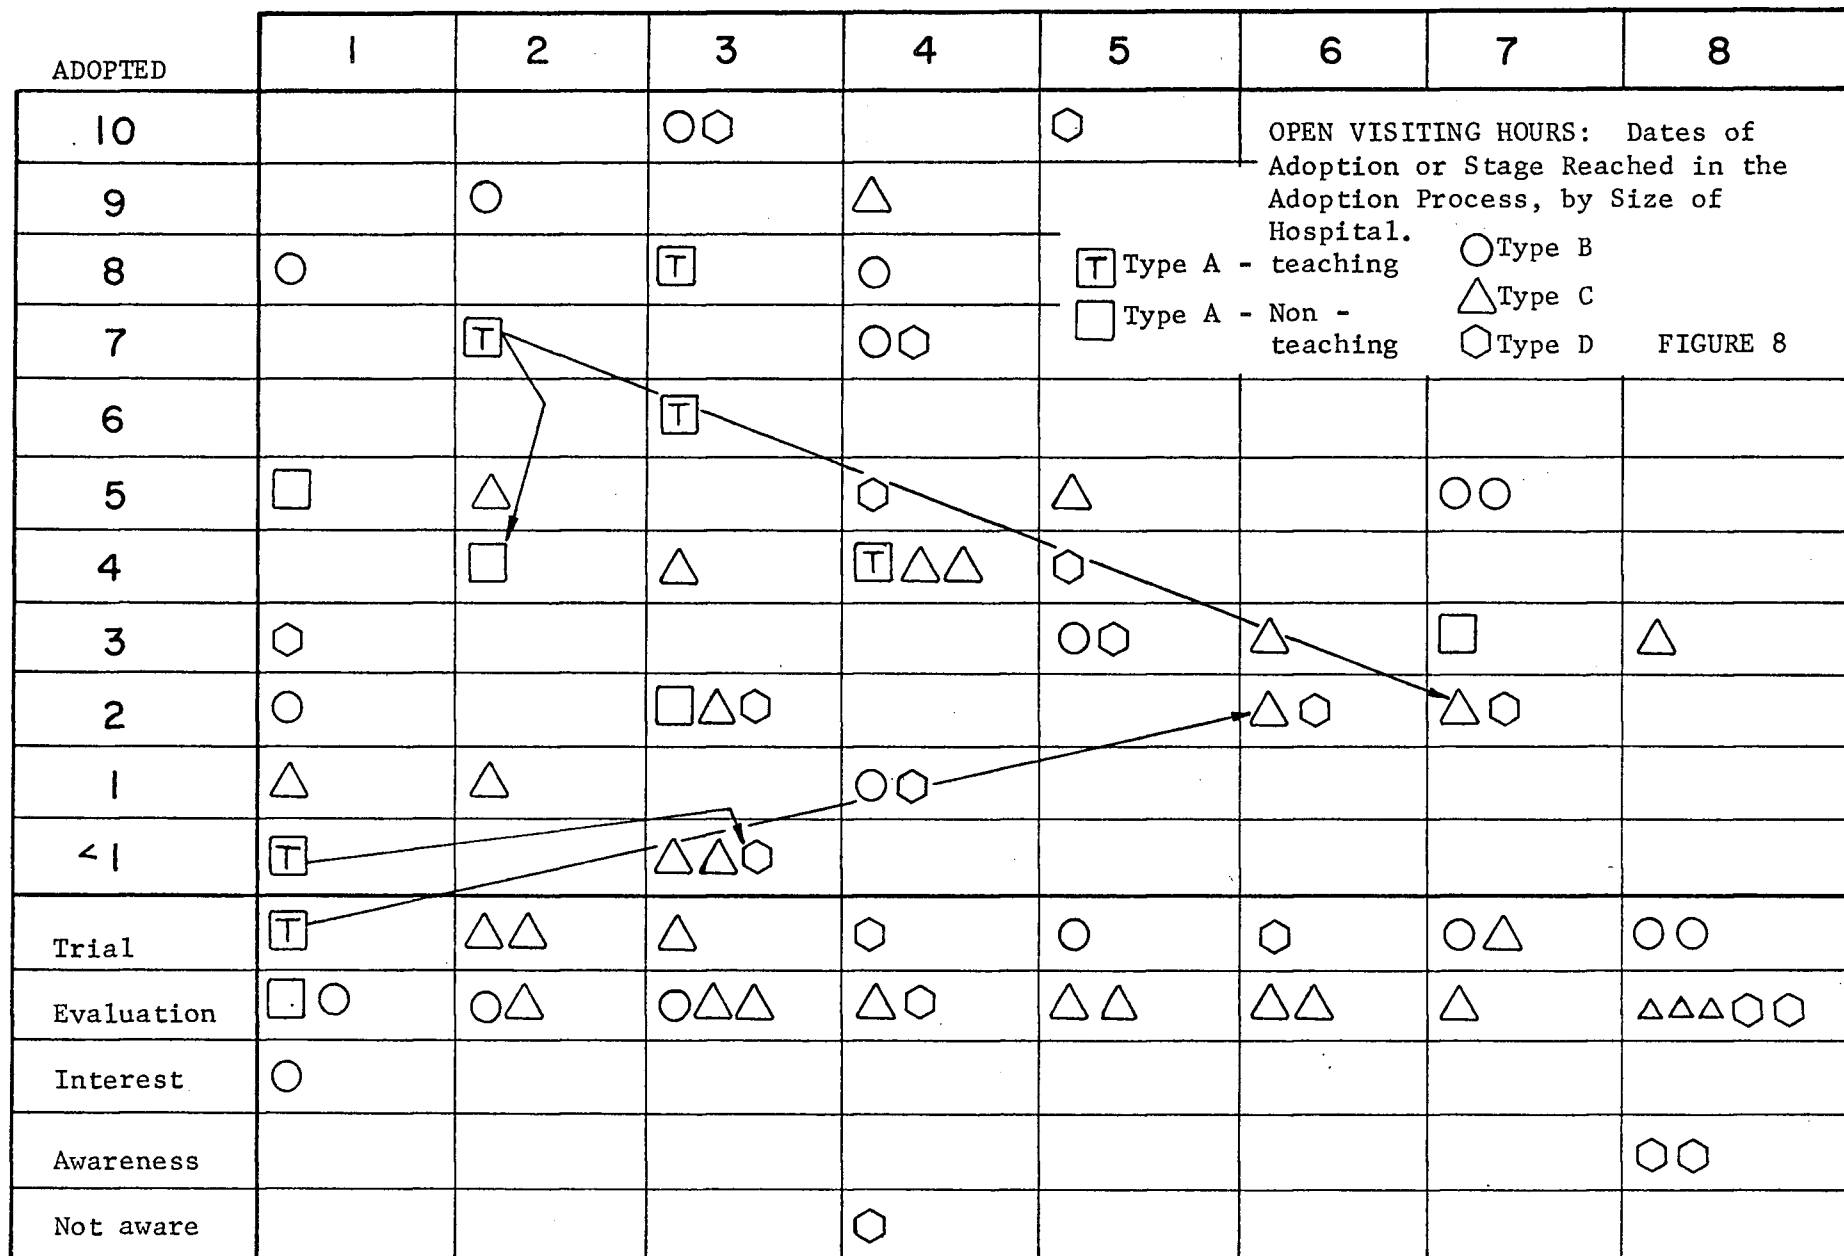 1 2 3 4 5 6 7 8
ADOPTED
10
OPEN VISITING HOURS: Dates of
Adoption or Stage Reached in the
Adoption Process, by Size of
Hospital.
9
8
T
T Type A - teaching
Type B
Type A - Non -
teaching
Type C
Type D
FIGURE 8
7
T
6
T
5
4
T
3
2
1
<1
T
Trial
T
Evaluation
Interest
Awareness
Not aware